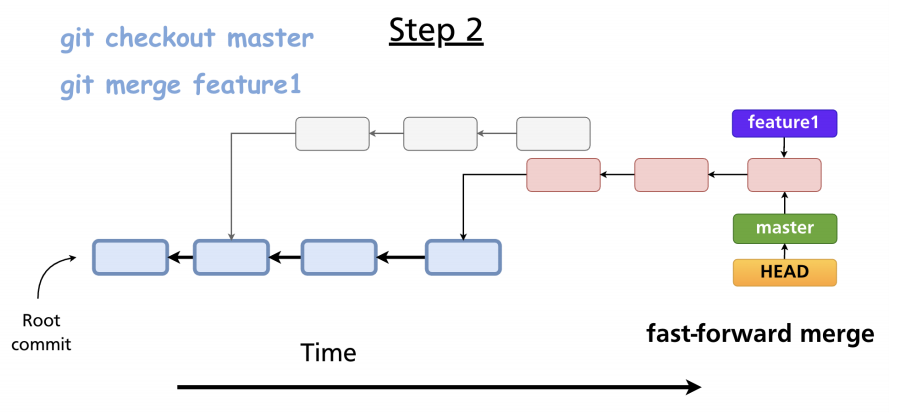 Step 2
git checkout master
git merge feature1
feature1
master
HEAD
Root
commit
fast-forward merge
Time